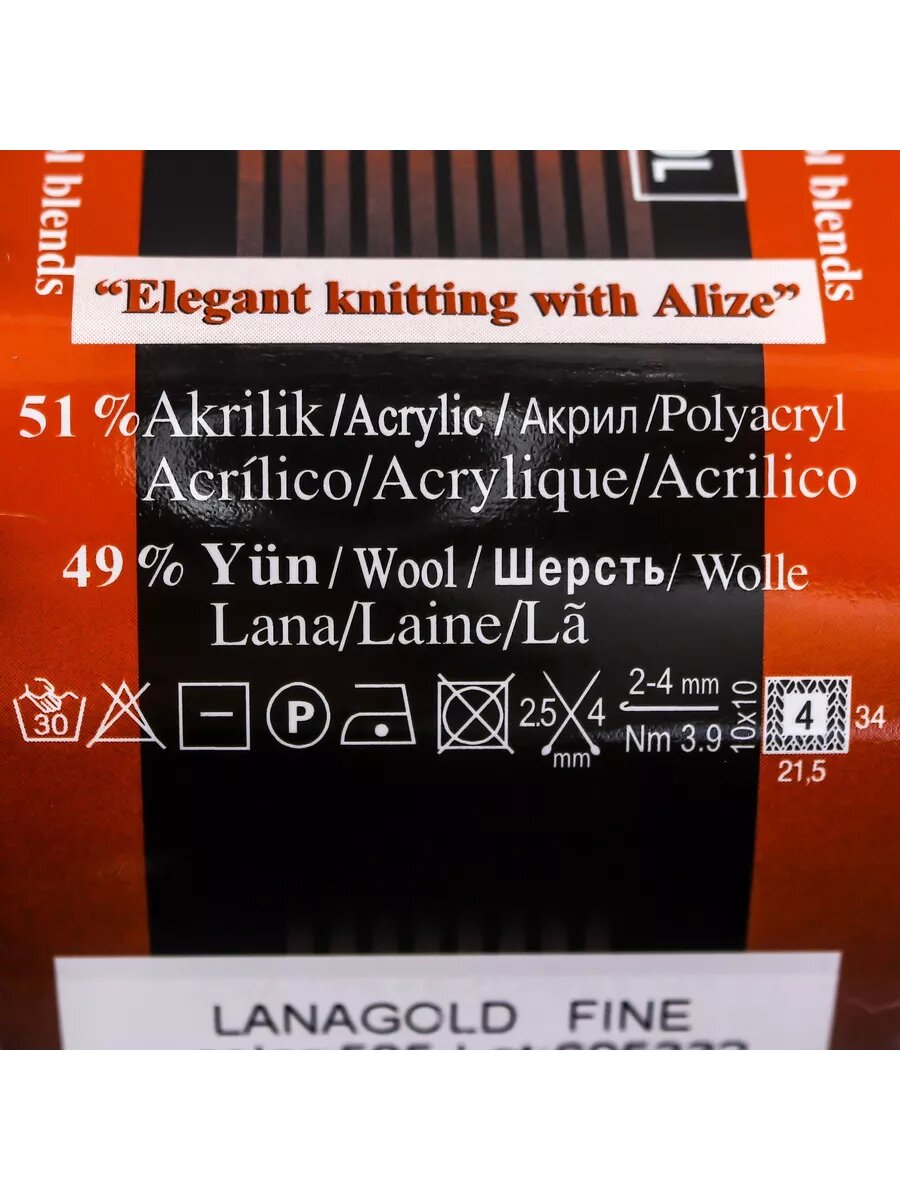 blends
blends
“Elegant knitting with Alize”
51 % Akrilik /Acrylic / Акрил /Polyacryl
Acrílico/Acrylique/Acrilico
49 % Yün / Wool / Шерсть/ Wolle
Lana/Laine/Lã
30 P 2.5 4 mm 2-4 mm Nm 3.9 10x10 4 34 21,5
LANAGOLD FINE